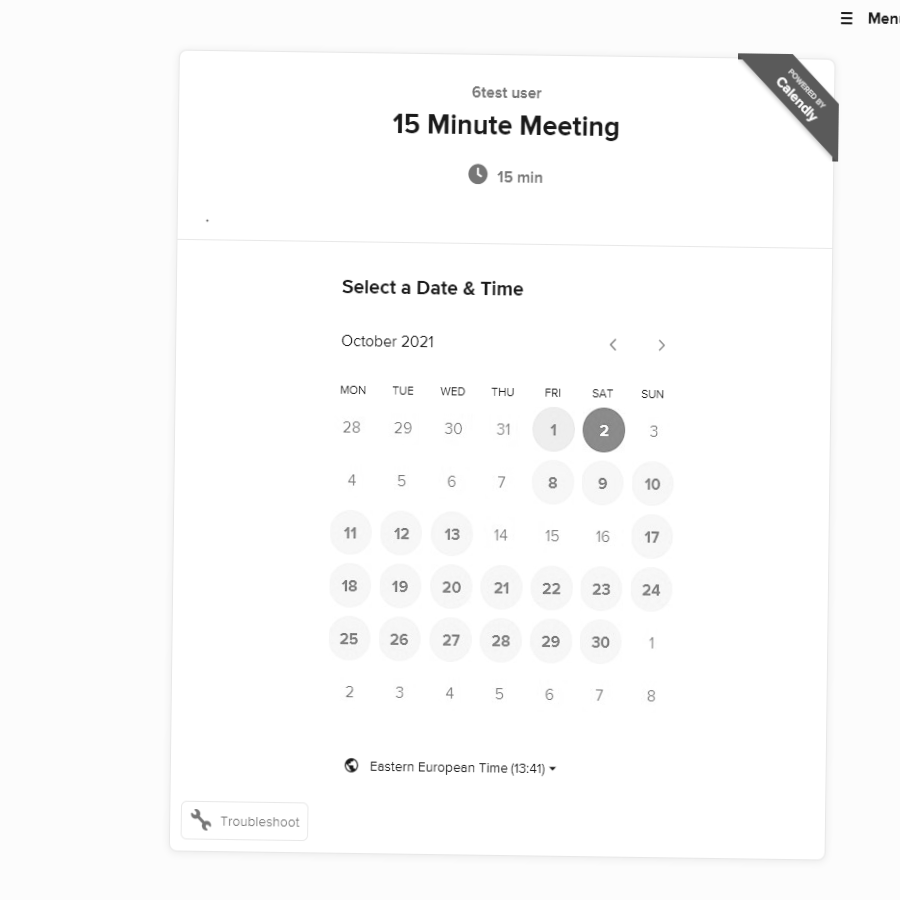 ☰ Menu
POWERED BY
Calendly
6test user
15 Minute Meeting
15 min
.
Select a Date & Time
October 2021
MON TUE WED THU FRI SAT SUN
28 29 30 31 1 2 3
4 5 6 7 8 9 10
11 12 13 14 15 16 17
18 19 20 21 22 23 24
25 26 27 28 29 30 1
2 3 4 5 6 7 8
Eastern European Time (13:41)
Troubleshoot